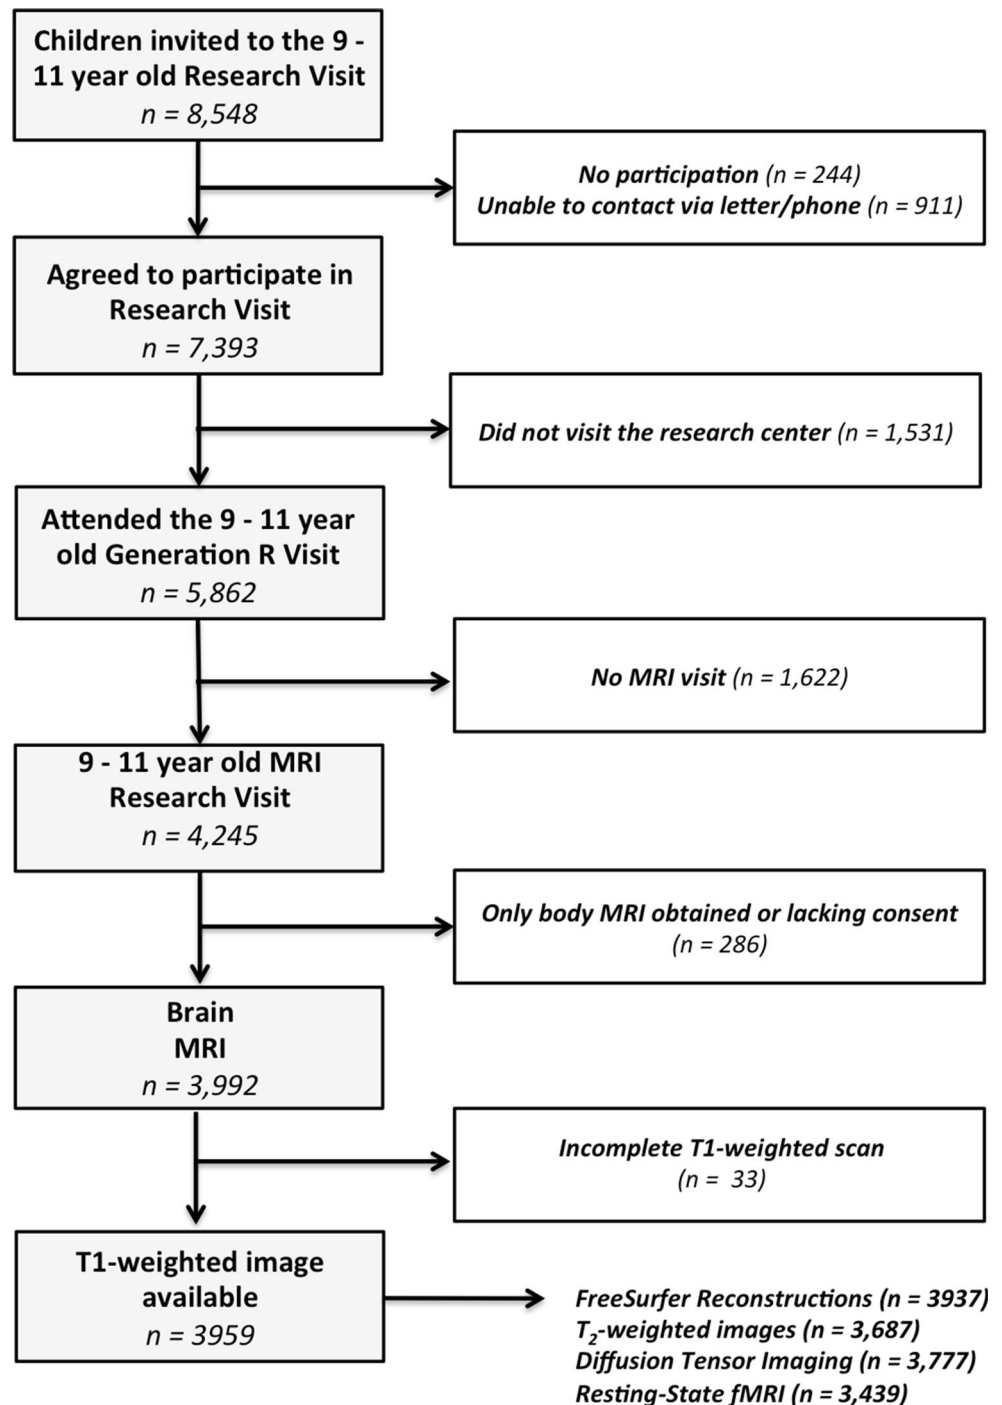 Children invited to the 9 -
11 year old Research Visit
n = 8,548
No participation (n = 244)
Unable to contact via letter/phone (n = 911)
Agreed to participate in
Research Visit
n = 7,393
Did not visit the research center (n = 1,531)
Attended the 9 - 11 year
old Generation R Visit
n = 5,862
No MRI visit (n = 1,622)
9 - 11 year old MRI
Research Visit
n = 4,245
Only body MRI obtained or lacking consent
(n = 286)
Brain
MRI
n = 3,992
Incomplete T1-weighted scan
(n =  33)
T1-weighted image
available
n = 3959
FreeSurfer Reconstructions (n = 3937)
T₂-weighted images (n = 3,687)
Diffusion Tensor Imaging (n = 3,777)
Resting-State fMRI (n = 3,439)